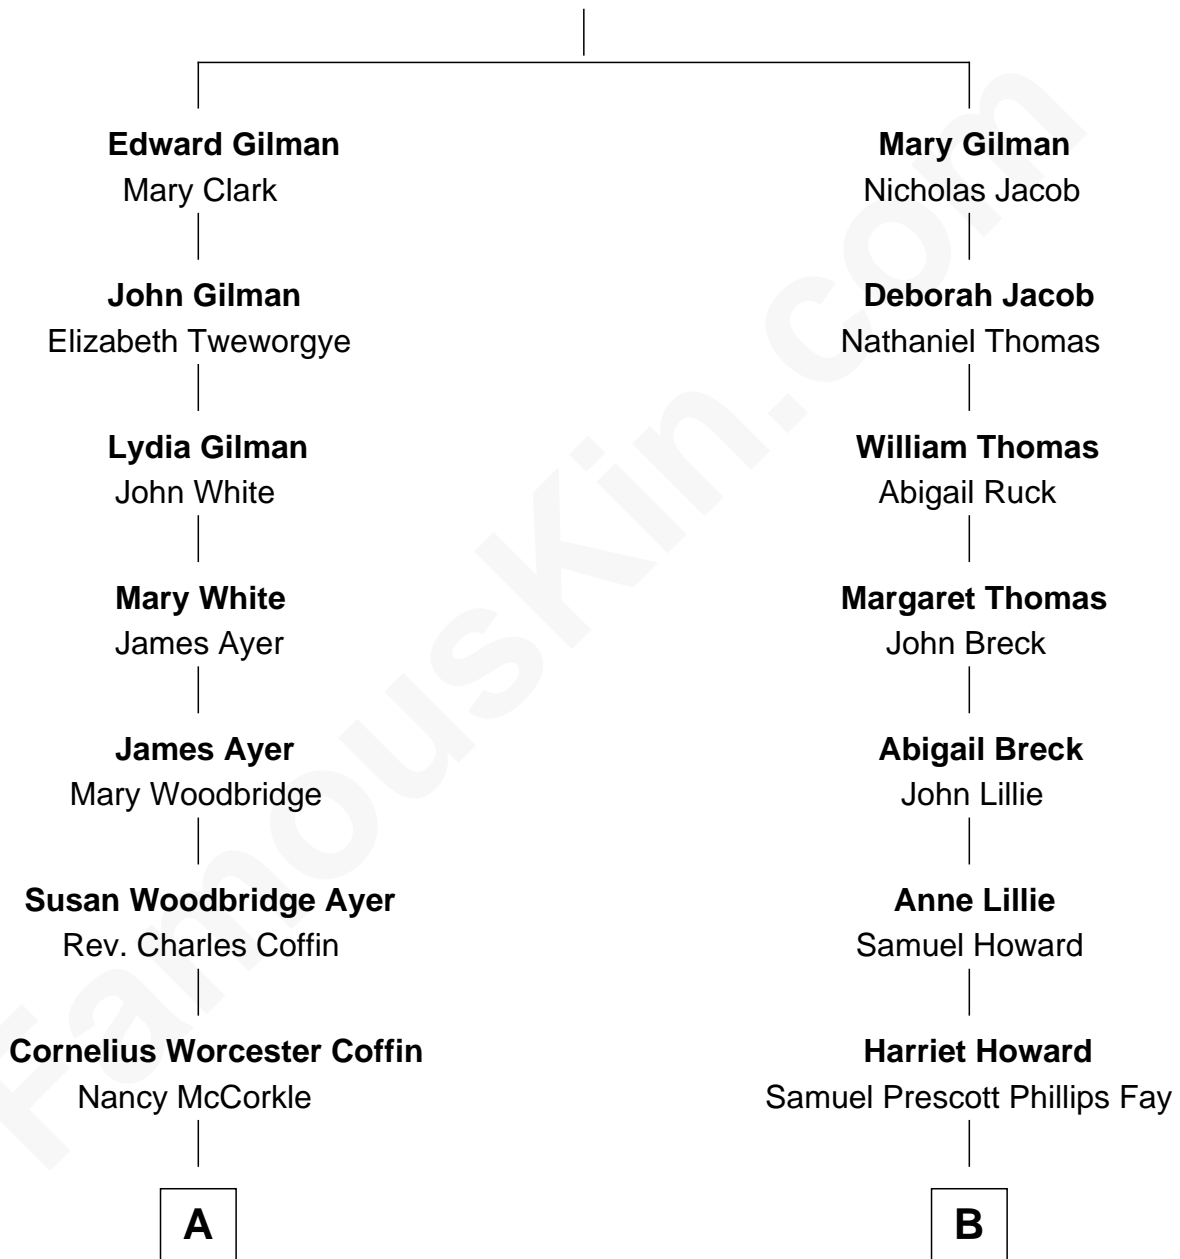 Edward Gilman
Mary Clark
John Gilman
Elizabeth Tweworgye
Lydia Gilman
John White
Mary White
James Ayer
James Ayer
Mary Woodbridge
Susan Woodbridge Ayer
Rev. Charles Coffin
Cornelius Worcester Coffin
Nancy McCorkle
A
Mary Gilman
Nicholas Jacob
Deborah Jacob
Nathaniel Thomas
William Thomas
Abigail Ruck
Margaret Thomas
John Breck
Abigail Breck
John Lillie
Anne Lillie
Samuel Howard
Harriet Howard
Samuel Prescott Phillips Fay
B
FamousKin.com